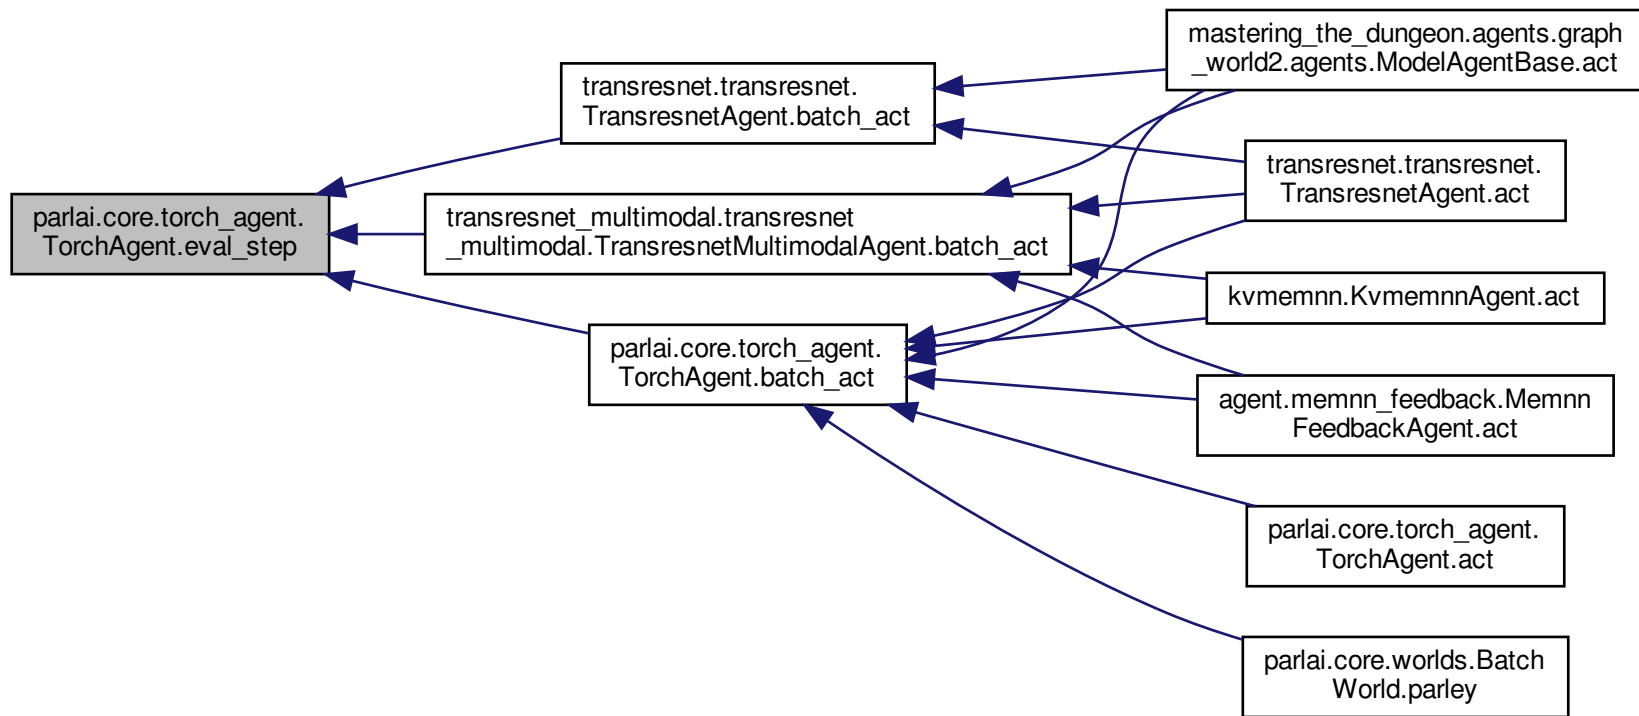 parlai.core.torch_agent.
TorchAgent.eval_step
transresnet.transresnet.
TransresnetAgent.batch_act
transresnet_multimodal.transresnet
_multimodal.TransresnetMultimodalAgent.batch_act
parlai.core.torch_agent.
TorchAgent.batch_act
mastering_the_dungeon.agents.graph
_world2.agents.ModelAgentBase.act
transresnet.transresnet.
TransresnetAgent.act
kvmemnn.KvmemnnAgent.act
agent.memnn_feedback.Memnn
FeedbackAgent.act
parlai.core.torch_agent.
TorchAgent.act
parlai.core.worlds.Batch
World.parley